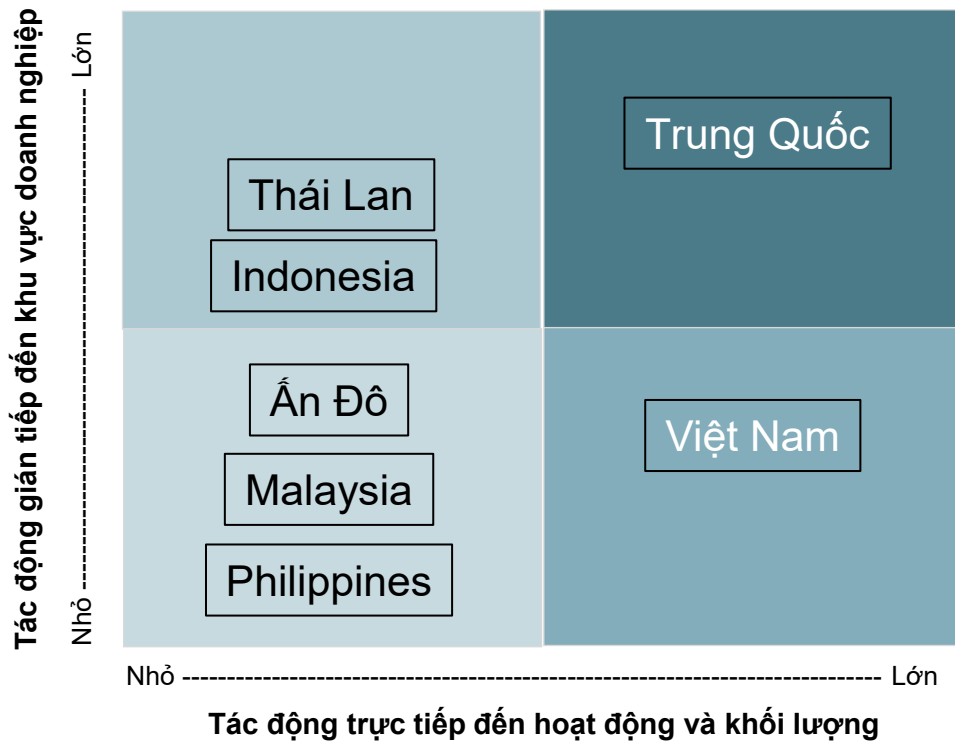 Tác động gián tiếp đến khu vực doanh nghiệp
Nhỏ ---------------------------------------------------------- Lớn
Trung Quốc
Thái Lan
Indonesia
Ấn Đô
Việt Nam
Malaysia
Philippines
Nhỏ ------------------------------------------------------------------------------ Lớn
Tác động trực tiếp đến hoạt động và khối lượng